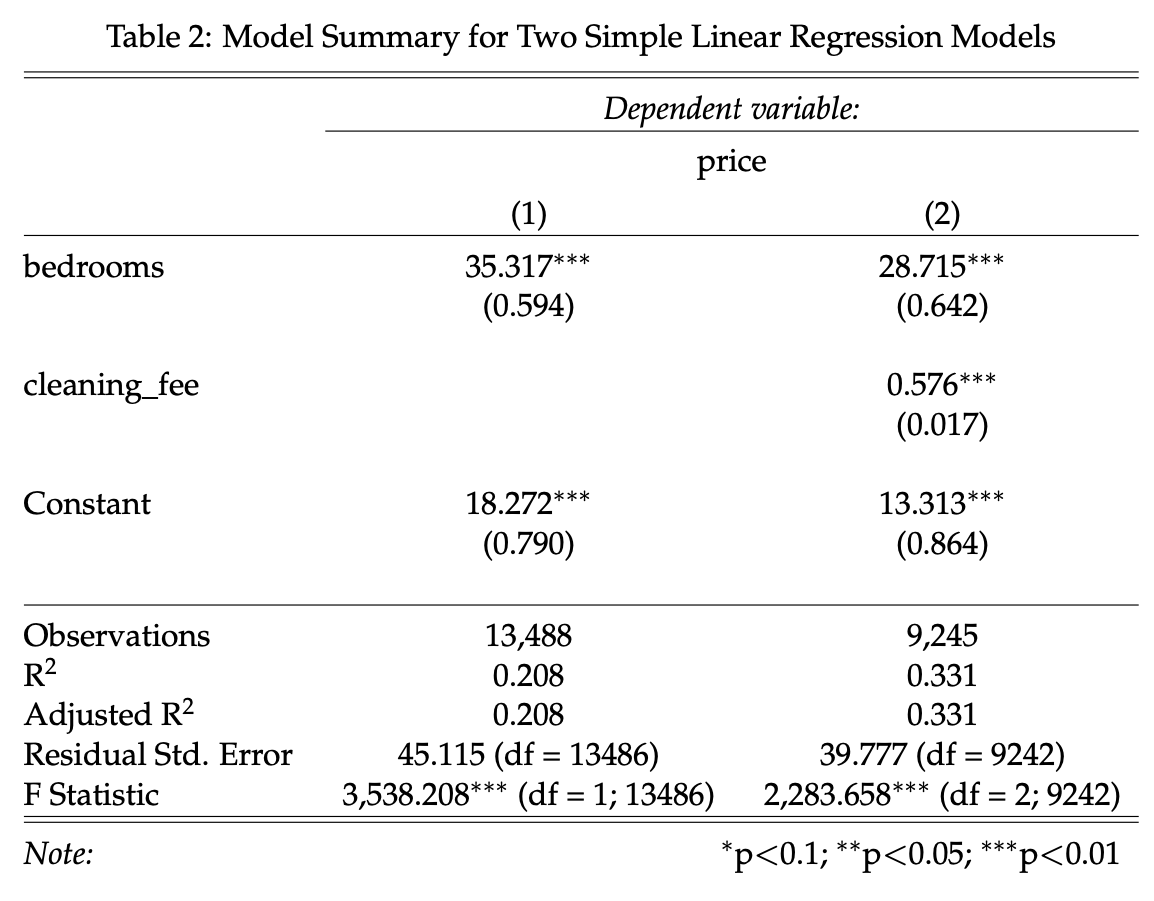 Table 2: Model Summary for Two Simple Linear Regression Models
Dependent variable:
price
(1) (2)
bedrooms 35.317*** 28.715***
(0.594) (0.642)
cleaning_fee 0.576***
(0.017)
Constant 18.272*** 13.313***
(0.790) (0.864)
Observations 13,488 9,245
R² 0.208 0.331
Adjusted R² 0.208 0.331
Residual Std. Error 45.115 (df = 13486) 39.777 (df = 9242)
F Statistic 3,538.208*** (df = 1; 13486) 2,283.658*** (df = 2; 9242)
Note: *p<0.1; **p<0.05; ***p<0.01